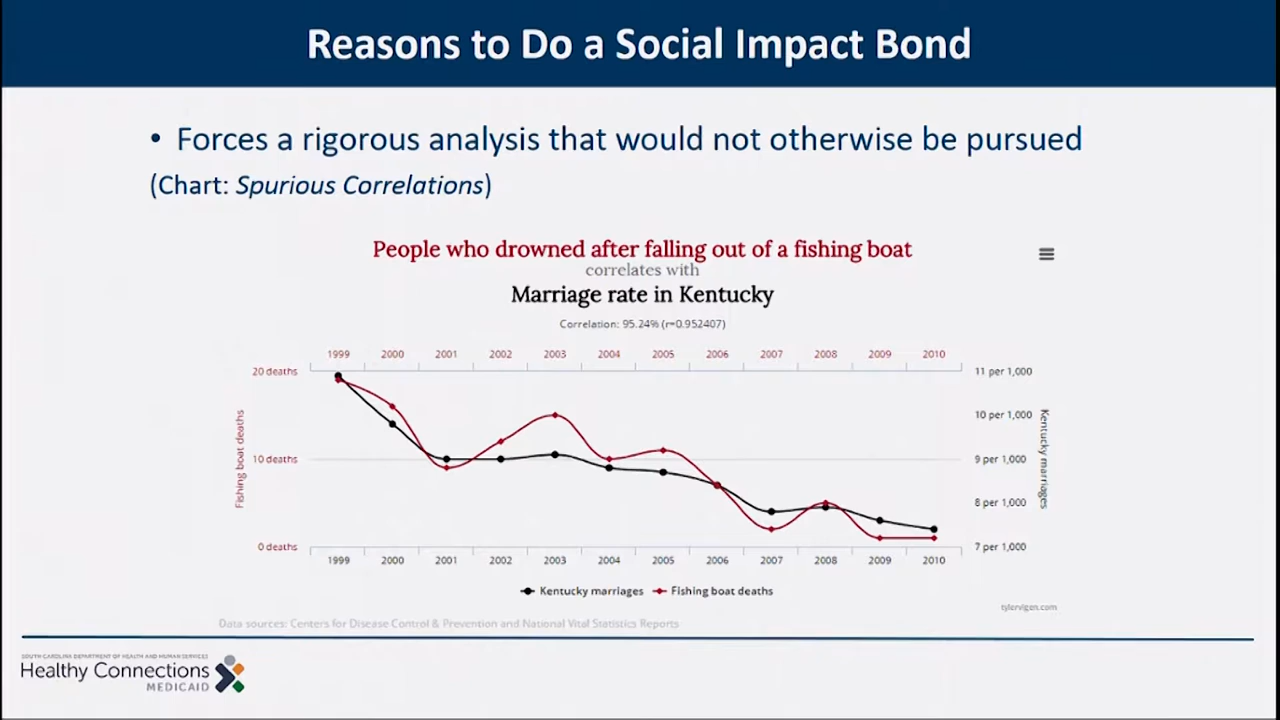 Reasons to Do a Social Impact Bond
• Forces a rigorous analysis that would not otherwise be pursued
(Chart: Spurious Correlations)
People who drowned after falling out of a fishing boat
correlates with
Marriage rate in Kentucky
Correlation: 95.24% (r=0.952407)
1999 2000 2001 2002 2003 2004 2005 2006 2007 2008 2009 2010
20 deaths 11 per 1,000
10 per 1,000
10 deaths 9 per 1,000
8 per 1,000
0 deaths 7 per 1,000
Fishing boat deaths
Kentucky marriages
1999 2000 2001 2002 2003 2004 2005 2006 2007 2008 2009 2010
Kentucky marriages Fishing boat deaths
tylervigen.com
Data sources: Centers for Disease Control & Prevention and National Vital Statistics Reports
SOUTH CAROLINA DEPARTMENT OF HEALTH AND HUMAN SERVICES
Healthy Connections
MEDICAID